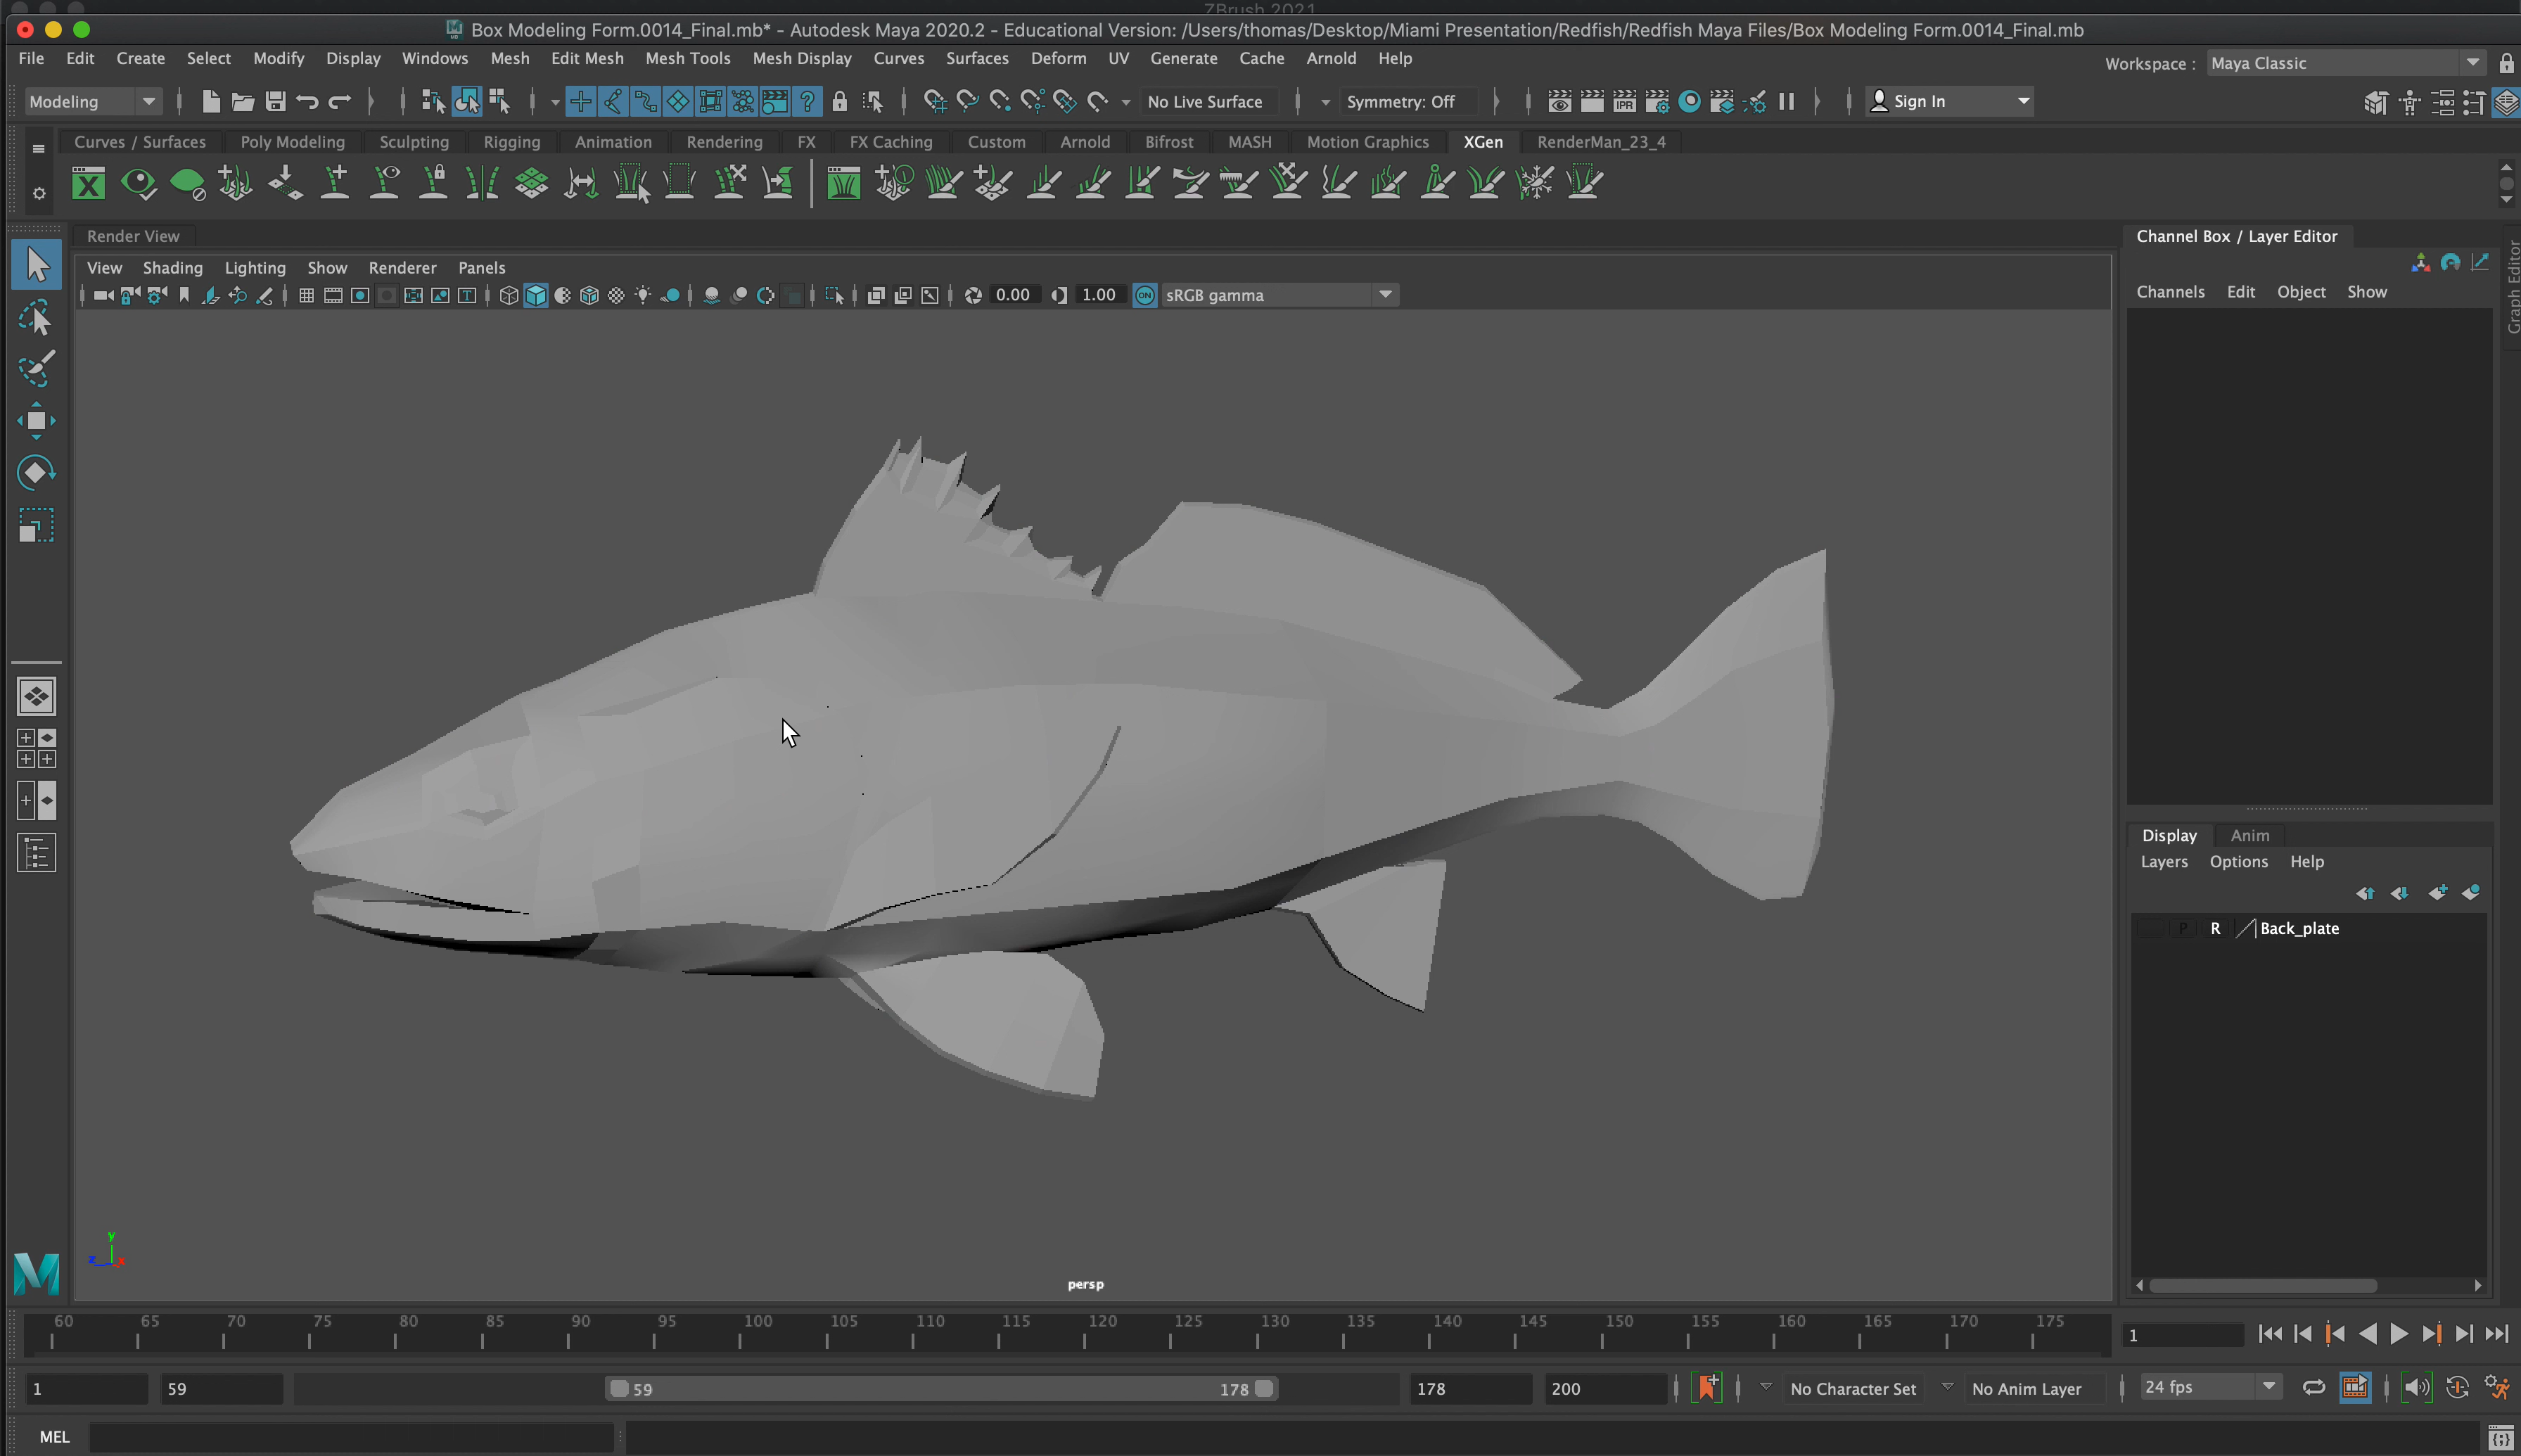 ZBrush 2021
Box Modeling Form.0014_Final.mb* - Autodesk Maya 2020.2 - Educational Version: /Users/thomas/Desktop/Miami Presentation/Redfish/Redfish Maya Files/Box Modeling Form.0014_Final.mb
File Edit Create Select Modify Display Windows Mesh Edit Mesh Mesh Tools Mesh Display Curves Surfaces Deform UV Generate Cache Arnold Help
Workspace : Maya Classic
Modeling No Live Surface Symmetry: Off IPR Sign In
Curves / Surfaces Poly Modeling Sculpting Rigging Animation Rendering FX FX Caching Custom Arnold Bifrost MASH Motion Graphics XGen RenderMan_23_4
Render View
Channel Box / Layer Editor
Graph Editor
View Shading Lighting Show Renderer Panels
0.00 1.00 ON sRGB gamma
Channels Edit Object Show
Display Anim
Layers Options Help
P R Back_plate
y
z x
persp
60 65 70 75 80 85 90 95 100 105 110 115 120 125 130 135 140 145 150 155 160 165 170 175
1
1 59 59 178 178 200 No Character Set No Anim Layer 24 fps
MEL